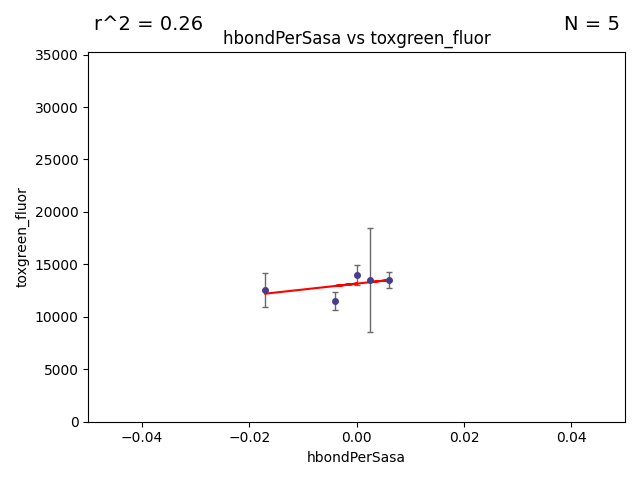 r^2 = 0.26
N = 5
hbondPerSasa vs toxgreen_fluor
35000
30000
25000
20000
15000
10000
5000
0
toxgreen_fluor
−0.04
−0.02
0.00
0.02
0.04
hbondPerSasa